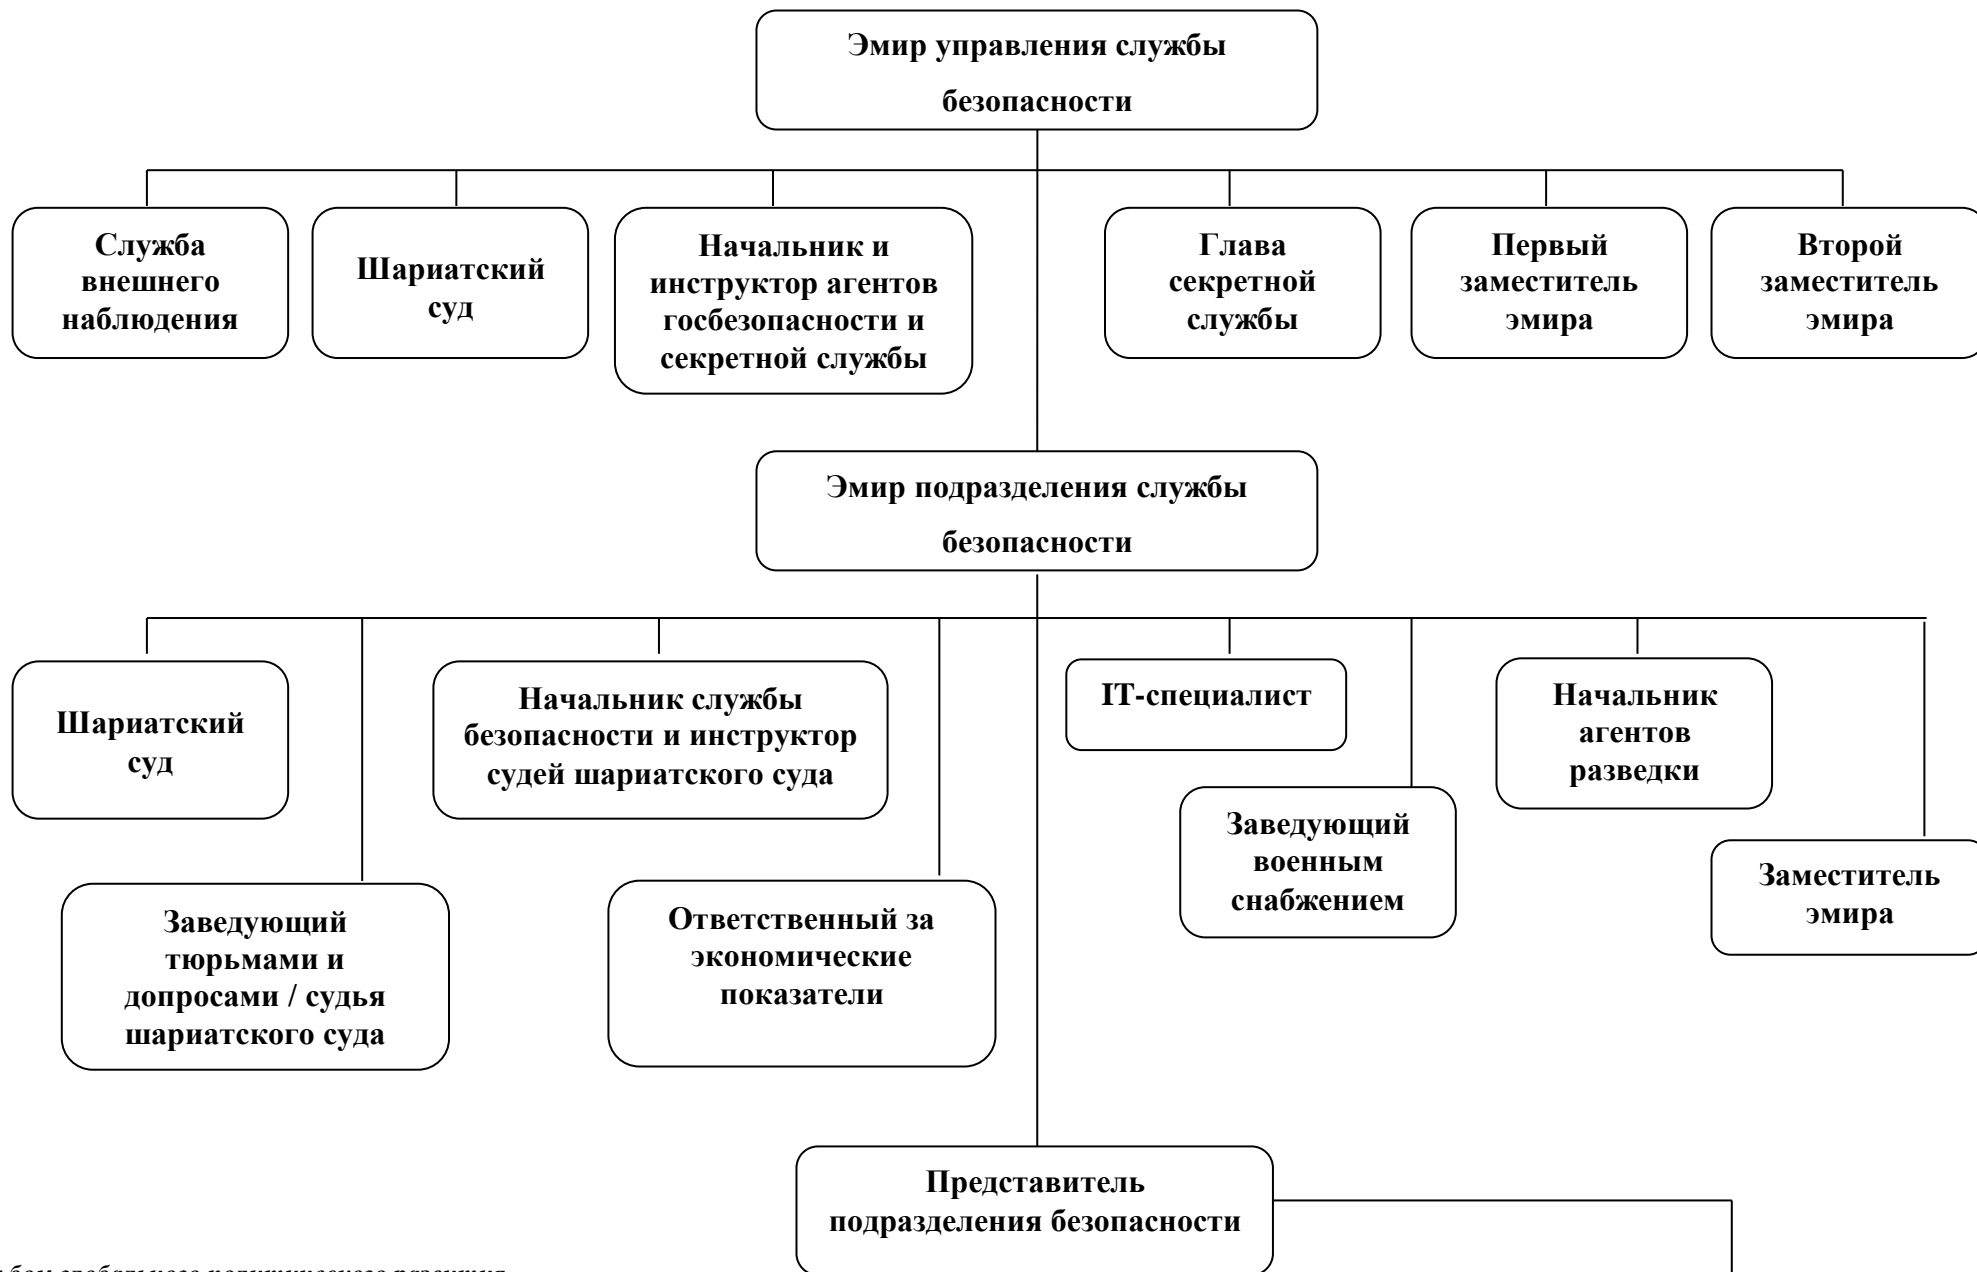 Эмир управления службы
безопасности
Служба
внешнего
наблюдения
Шариатский
суд
Начальник и
инструктор агентов
госбезопасности и
секретной службы
Глава
секретной
службы
Первый
заместитель
эмира
Второй
заместитель
эмира
Эмир подразделения службы
безопасности
Шариатский
суд
Начальник службы
безопасности и инструктор
судей шариатского суда
IT-специалист
Начальник
агентов
разведки
Заведующий
военным
снабжением
Заместитель
эмира
Заведующий
тюрьмами и
допросами / судья
шариатского суда
Ответственный за
экономические
показатели
Представитель
подразделения безопасности
глобального политического развития